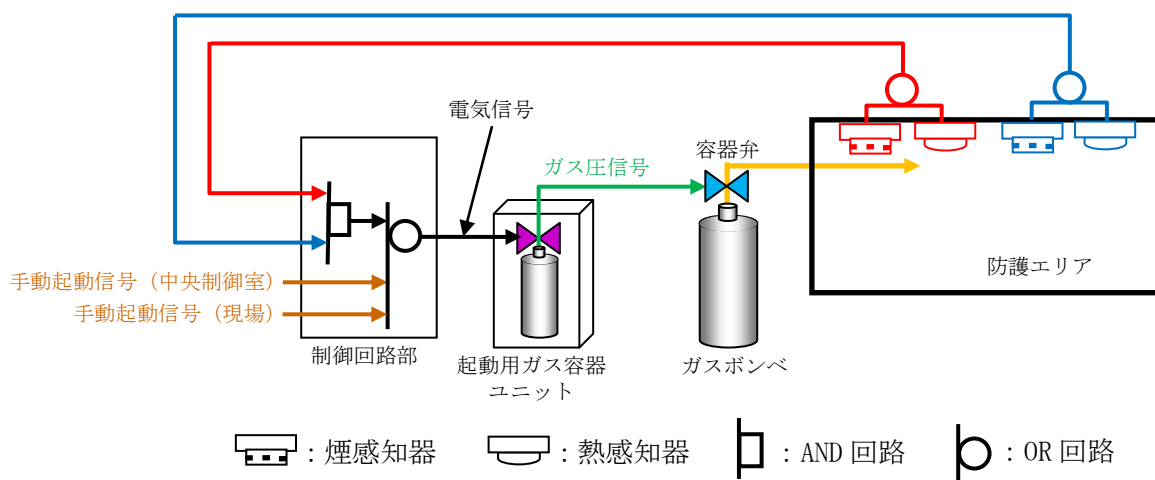 電気信号
容器弁
ガス圧信号
手動起動信号（中央制御室）
手動起動信号（現場）
防護エリア
制御回路部
起動用ガス容器
ユニット
ガスボンベ
：煙感知器
：熱感知器
：AND 回路
：OR 回路